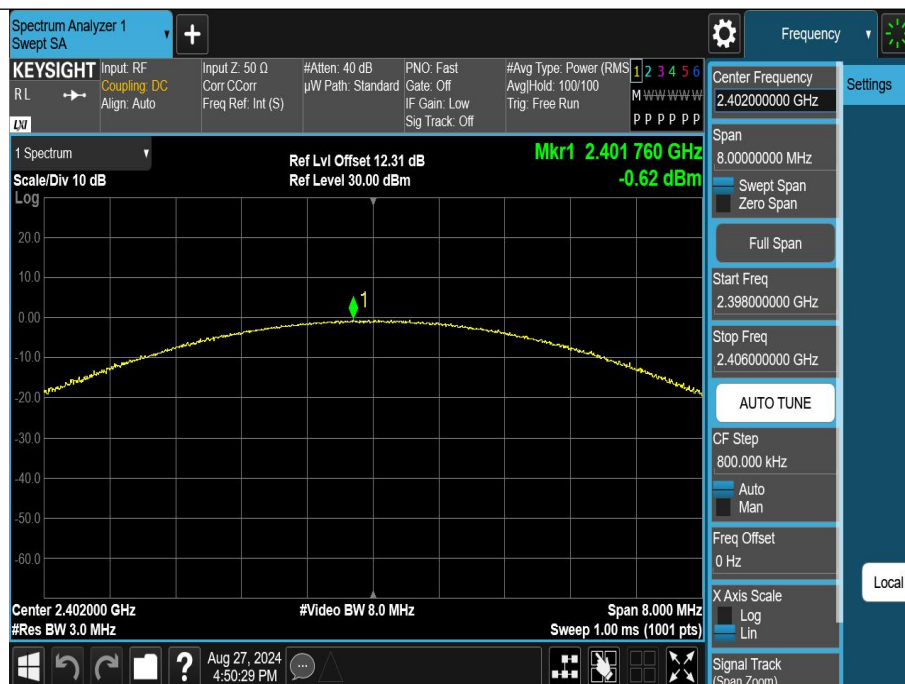 Spectrum Analyzer 1
Swept SA
Frequency
KEYSIGHT
RL
LXI
Input: RF
Coupling: DC
Align: Auto
Input Z: 50 Ω
Corr CCorr
Freq Ref: Int (S)
#Atten: 40 dB
µW Path: Standard
PNO: Fast
Gate: Off
IF Gain: Low
Sig Track: Off
#Avg Type: Power (RMS
Avg|Hold: 100/100
Trig: Free Run
1 2 3 4 5 6
M W W W W W
P P P P P P
Center Frequency
2.402000000 GHz
Settings
Span
8.00000000 MHz
Swept Span
Zero Span
Full Span
Start Freq
2.398000000 GHz
Stop Freq
2.406000000 GHz
AUTO TUNE
CF Step
800.000 kHz
Auto
Man
Freq Offset
0 Hz
X Axis Scale
Log
Lin
Signal Track
(Span Zoom)
Local
1 Spectrum
Scale/Div 10 dB
Log
Ref Lvl Offset 12.31 dB
Ref Level 30.00 dBm
Mkr1 2.401 760 GHz
-0.62 dBm
20.0
10.0
0.00
-10.0
-20.0
-30.0
-40.0
-50.0
-60.0
1
Center 2.402000 GHz
#Res BW 3.0 MHz
#Video BW 8.0 MHz
Span 8.000 MHz
Sweep 1.00 ms (1001 pts)
?
Aug 27, 2024
4:50:29 PM